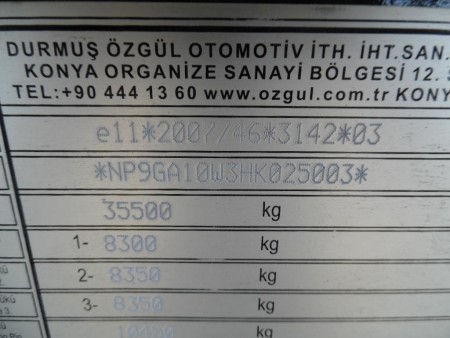 DURMUŞ ÖZGÜL OTOMOTİV İTH. İHT.SAN.
KONYA ORGANİZE SANAYİ BÖLGESİ 12. S
TEL:+90 444 13 60 www.ozgul.com.tr KONY
e11*2007/46*3142*03
*NP9GA10W3HK025003*
35500 kg
1- 8300 kg
2- 8350 kg
3- 8350 kg
kg